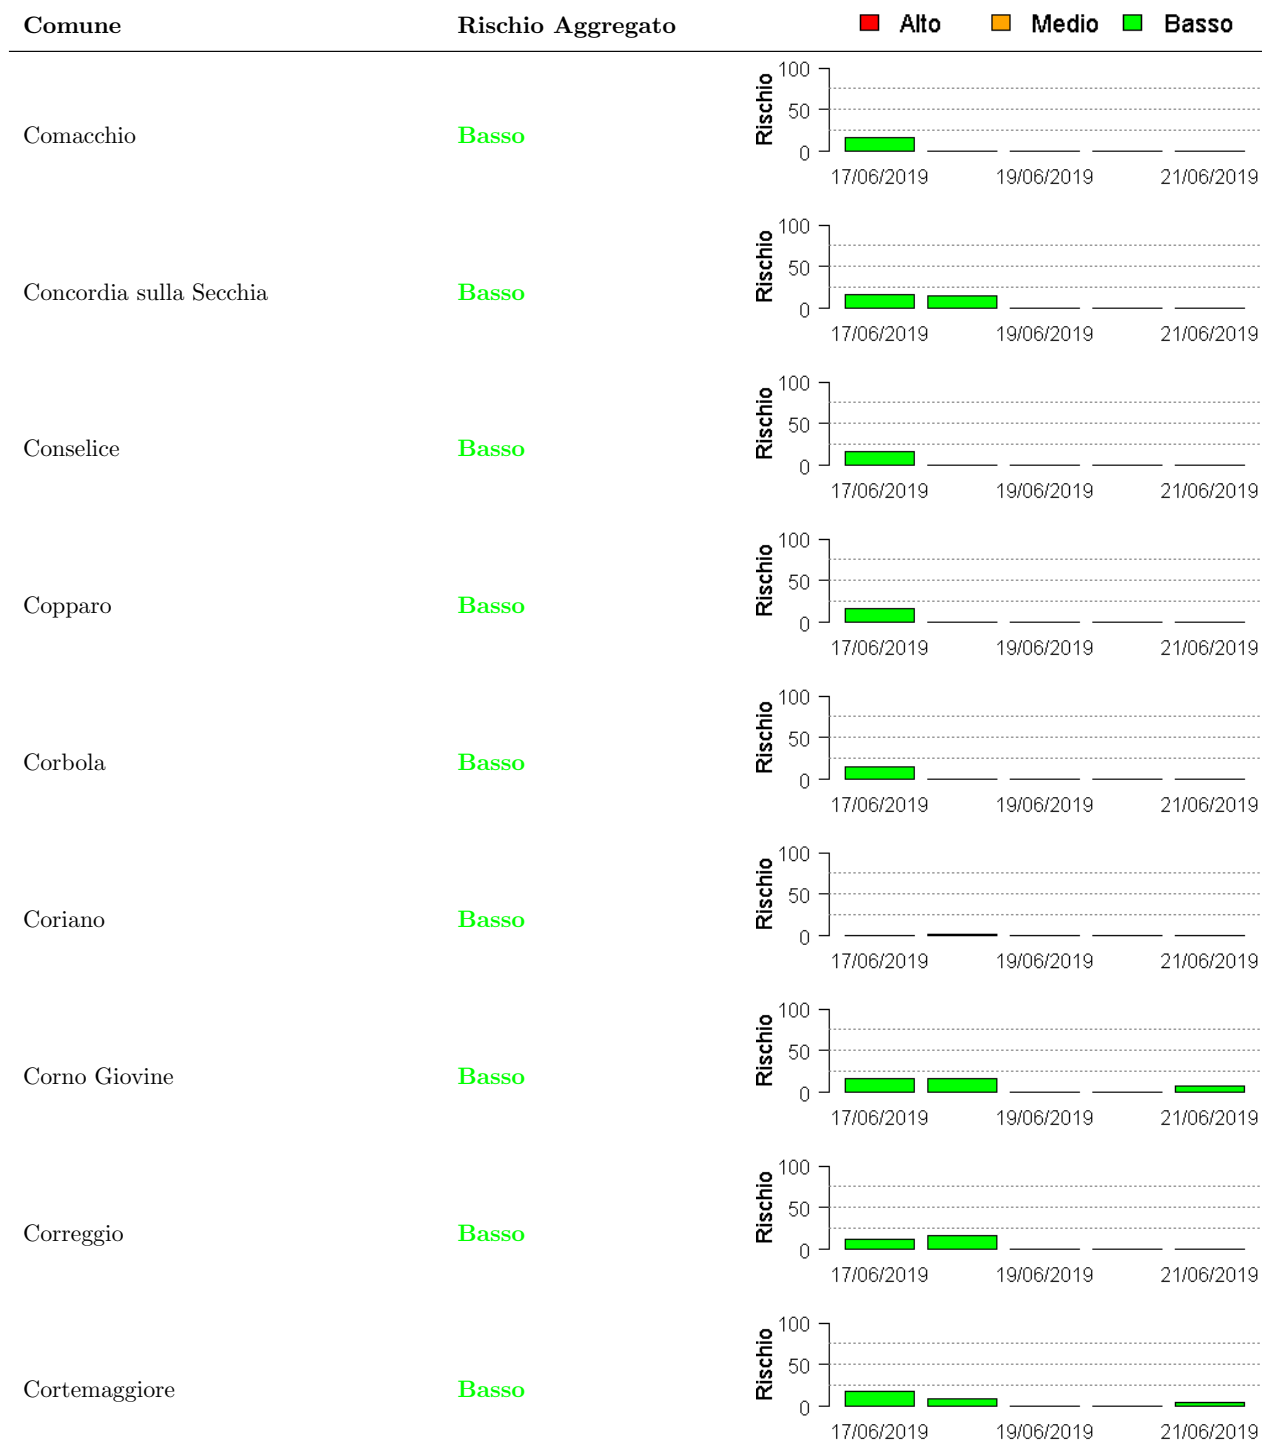 Comune Rischio Aggregato Alto Medio Basso
Comacchio Basso
Rischio
100
50
0
17/06/2019 19/06/2019 21/06/2019
Concordia sulla Secchia Basso
Rischio
100
50
0
17/06/2019 19/06/2019 21/06/2019
Conselice Basso
Rischio
100
50
0
17/06/2019 19/06/2019 21/06/2019
Copparo Basso
Rischio
100
50
0
17/06/2019 19/06/2019 21/06/2019
Corbola Basso
Rischio
100
50
0
17/06/2019 19/06/2019 21/06/2019
Coriano Basso
Rischio
100
50
0
17/06/2019 19/06/2019 21/06/2019
Corno Giovine Basso
Rischio
100
50
0
17/06/2019 19/06/2019 21/06/2019
Correggio Basso
Rischio
100
50
0
17/06/2019 19/06/2019 21/06/2019
Cortemaggiore Basso
Rischio
100
50
0
17/06/2019 19/06/2019 21/06/2019